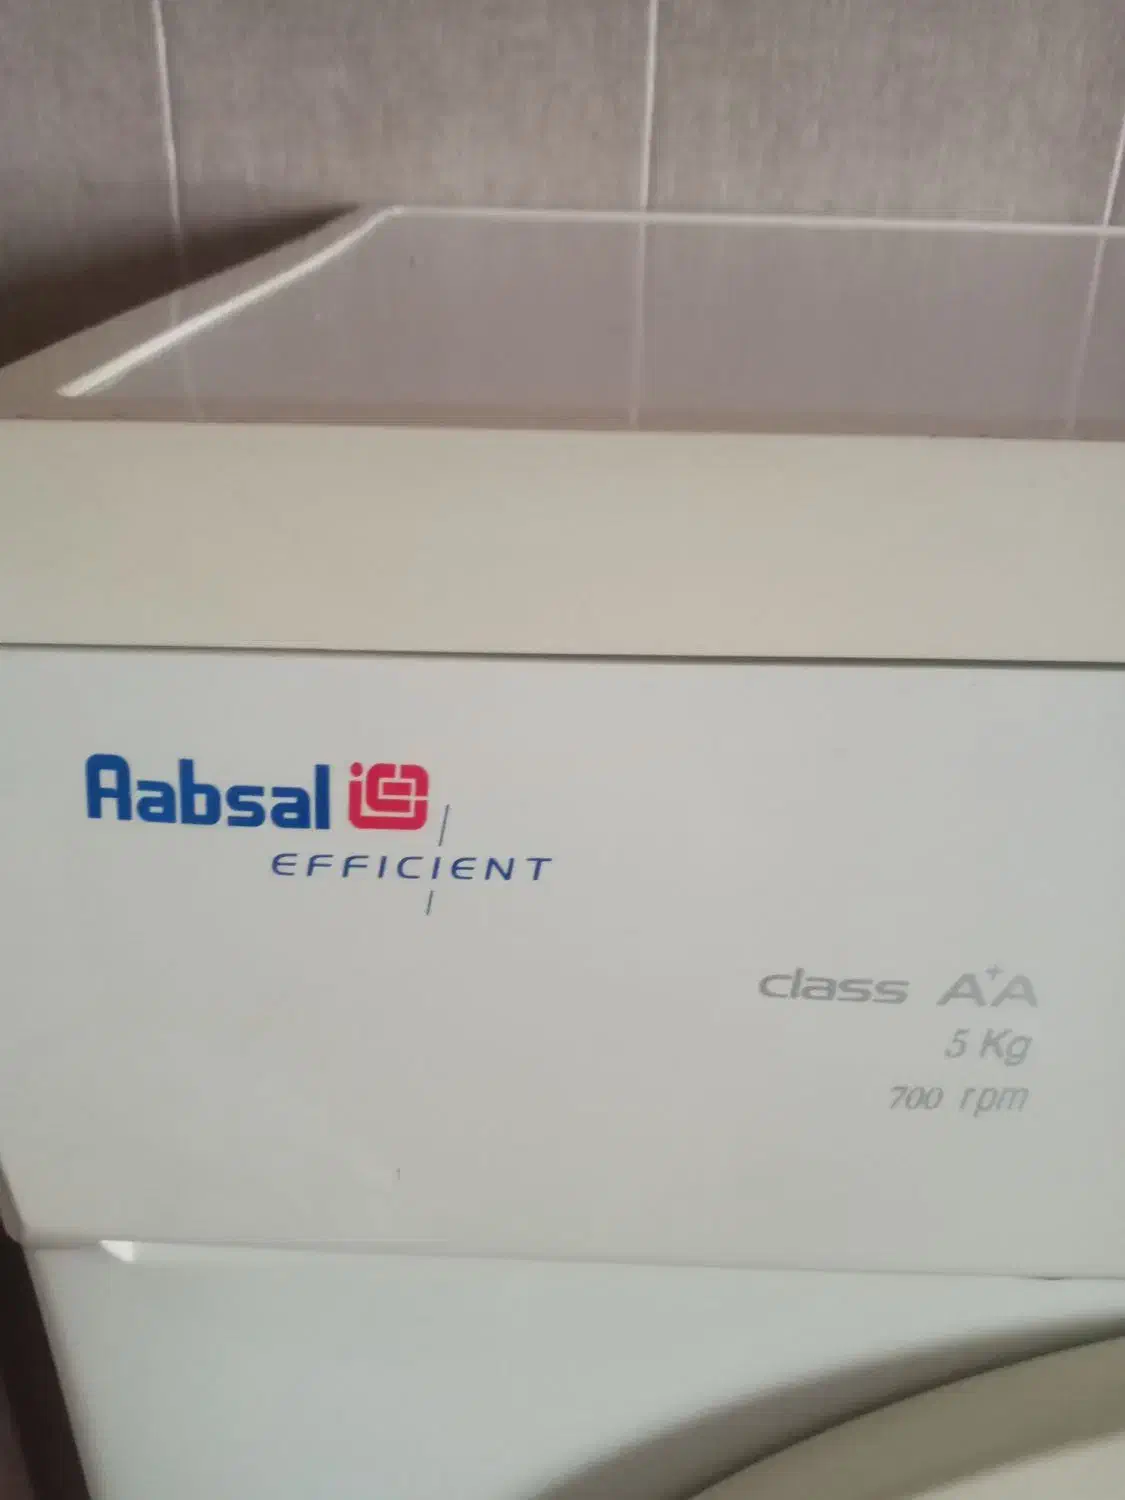 Aabsal
EFFICIENT
class A+A
5 Kg
700 rpm